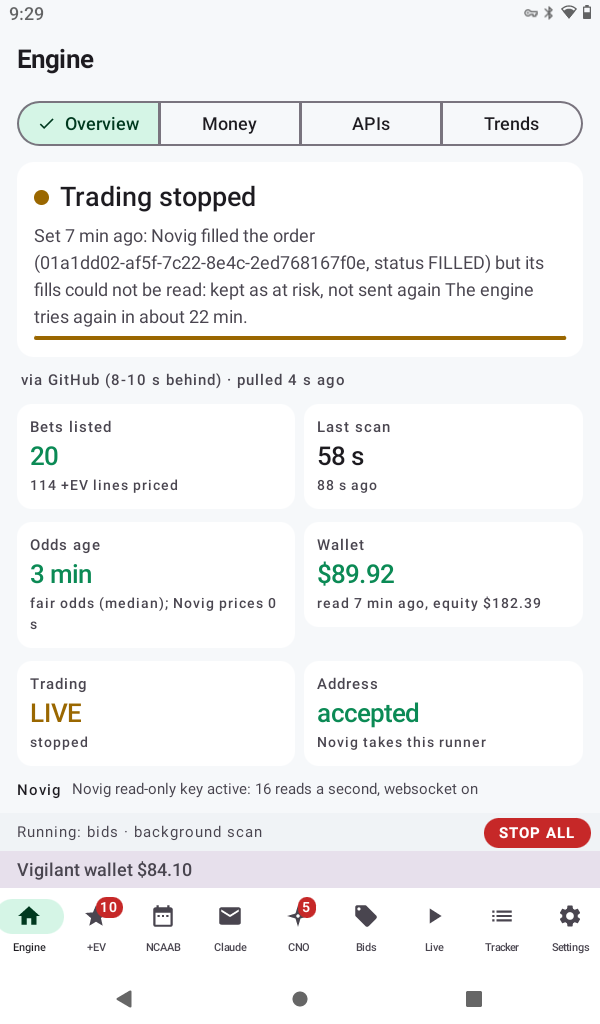 9:29
Engine
Overview
Money
APIs
Trends
Trading stopped
Set 7 min ago: Novig filled the order
(01a1dd02-af5f-7c22-8e4c-2ed768167f0e, status FILLED) but its
fills could not be read: kept as at risk, not sent again The engine
tries again in about 22 min.
via GitHub (8-10 s behind) · pulled 4 s ago
Bets listed
20
114 +EV lines priced
Last scan
58 s
88 s ago
Odds age
3 min
fair odds (median); Novig prices 0
s
Wallet
$89.92
read 7 min ago, equity $182.39
Trading
LIVE
stopped
Address
accepted
Novig takes this runner
Novig Novig read-only key active: 16 reads a second, websocket on
Running: bids · background scan
STOP ALL
Vigilant wallet $84.10
10
5
Engine
+EV
NCAAB
Claude
CNO
Bids
Live
Tracker
Settings